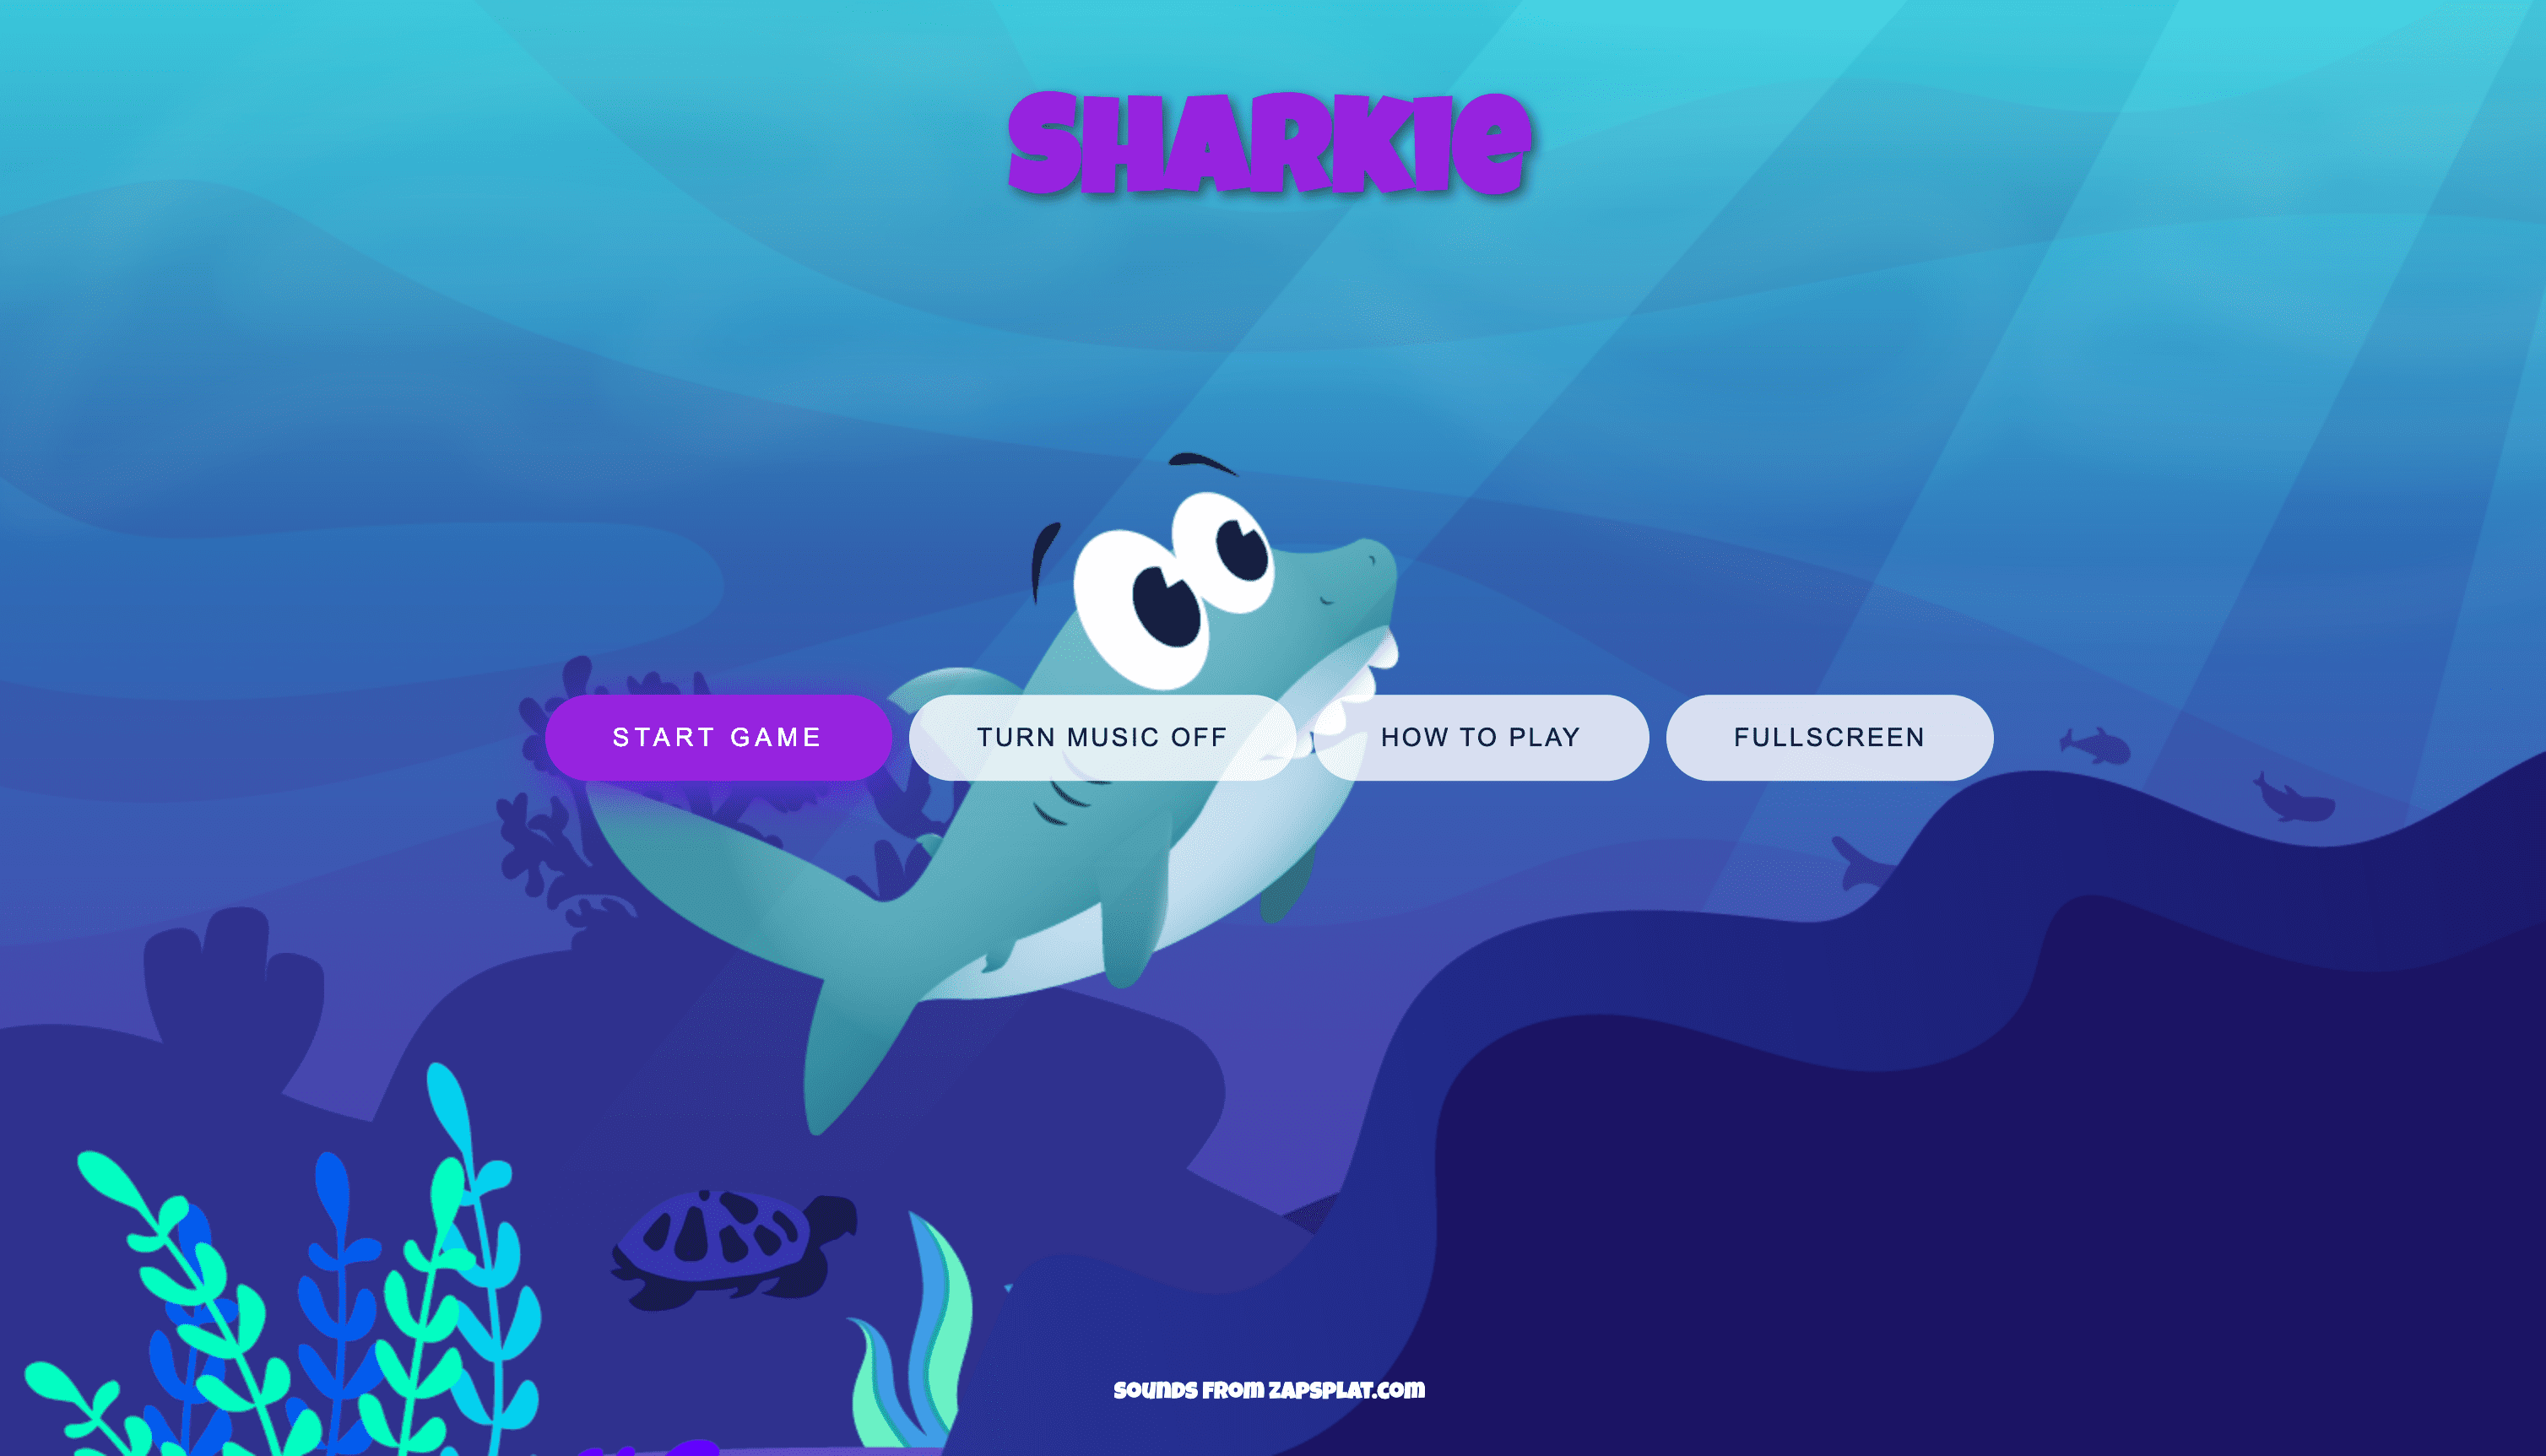 SHARKIE
START GAME
TURN MUSIC OFF
HOW TO PLAY
FULLSCREEN
SOUNDS FROM ZAPSPLAT.COM